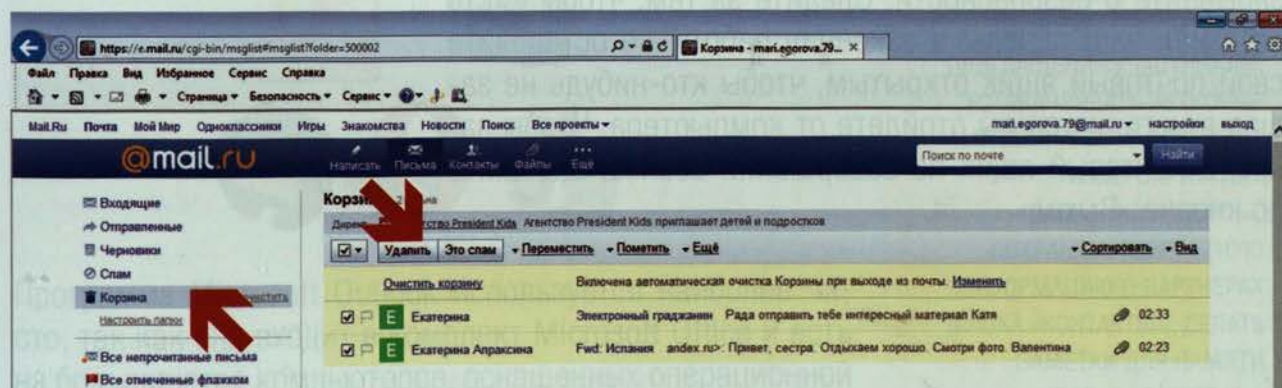 https://e.mail.ru/cgi-bin/msglist#msglist?folder=500002
Корзина - mari.egorova.79... ×
Файл Правка Вид Избранное Сервис Справка
Страница Безопасность Сервис
Mail.Ru Почта Мой Мир Одноклассники Игры Знакомства Новости Поиск Все проекты mari.egorova.79@mail.ru настройки выход
@mail.ru Написать Письма Контакты Файлы Ещё Поиск по почте Найти
Входящие
Отправленные
Черновики
Спам
Корзина
Настроить папки
Все непрочитанные письма
Все отмеченные флажком
President Kids Агентство President Kids приглашает детей и подростков
Удалить Это спам Переместить Пометить Ещё Сортировать Вид
Очистить корзину Включена автоматическая очистка Корзины при выходе из почты. Изменить
Е Екатерина Электронный гражданин Рада отправить тебе интересный материал Катя 02:33
Е Екатерина Апраксина Fwd: Испания andex.ru>: Привет, сестра. Отдыхаем хорошо. Смотри фото. Валентина 02:23